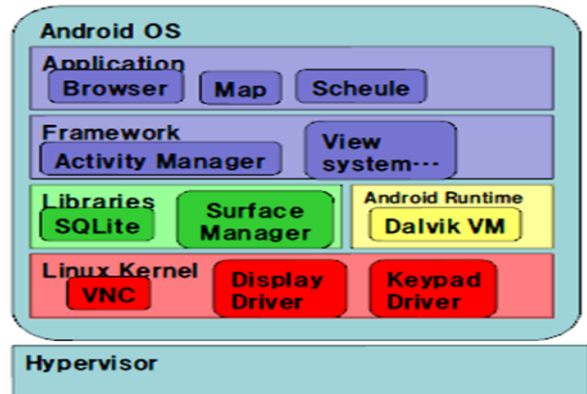 Android OS
Application
Browser
Map
Scheule
Framework
Activity Manager
View
system···
Libraries
SQLite
Surface
Manager
Android Runtime
Dalvik VM
Linux Kernel
VNC
Display
Driver
Keypad
Driver
Hypervisor